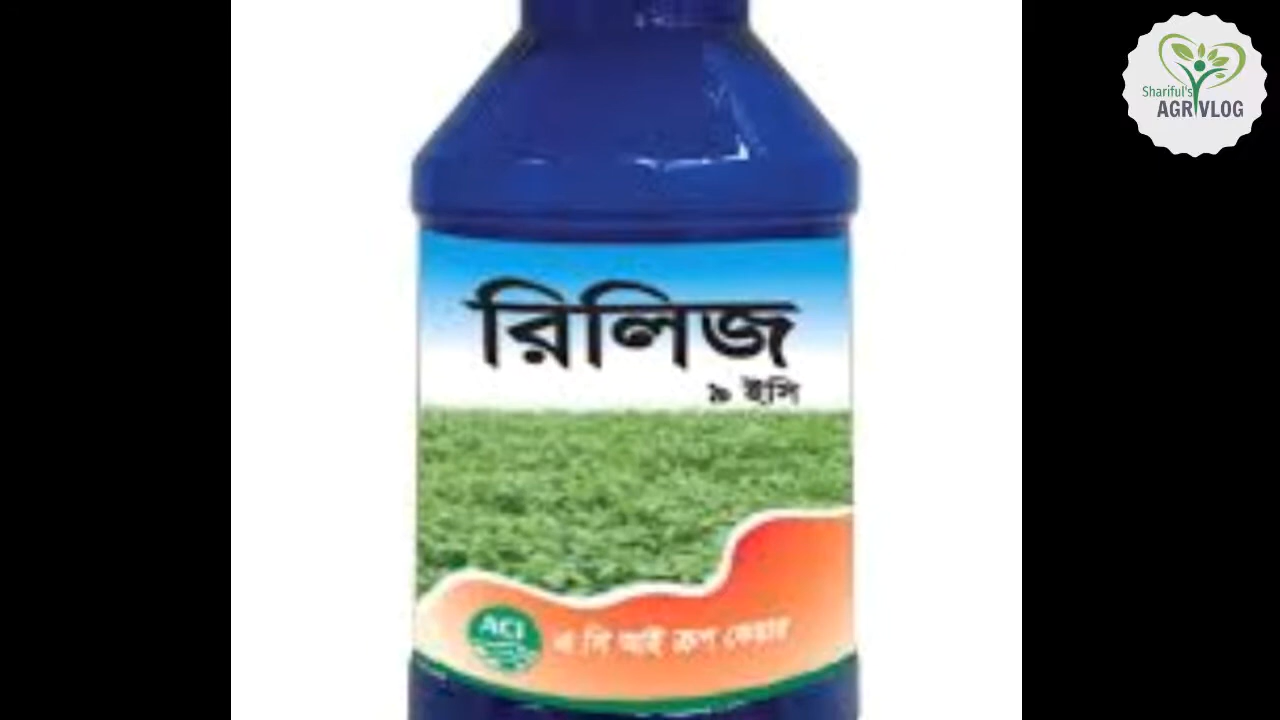 Shariful's
AGRIVLOG
রিলিজ
৯ ইসি
ACI
এ সি আই ক্রপ কেয়ার